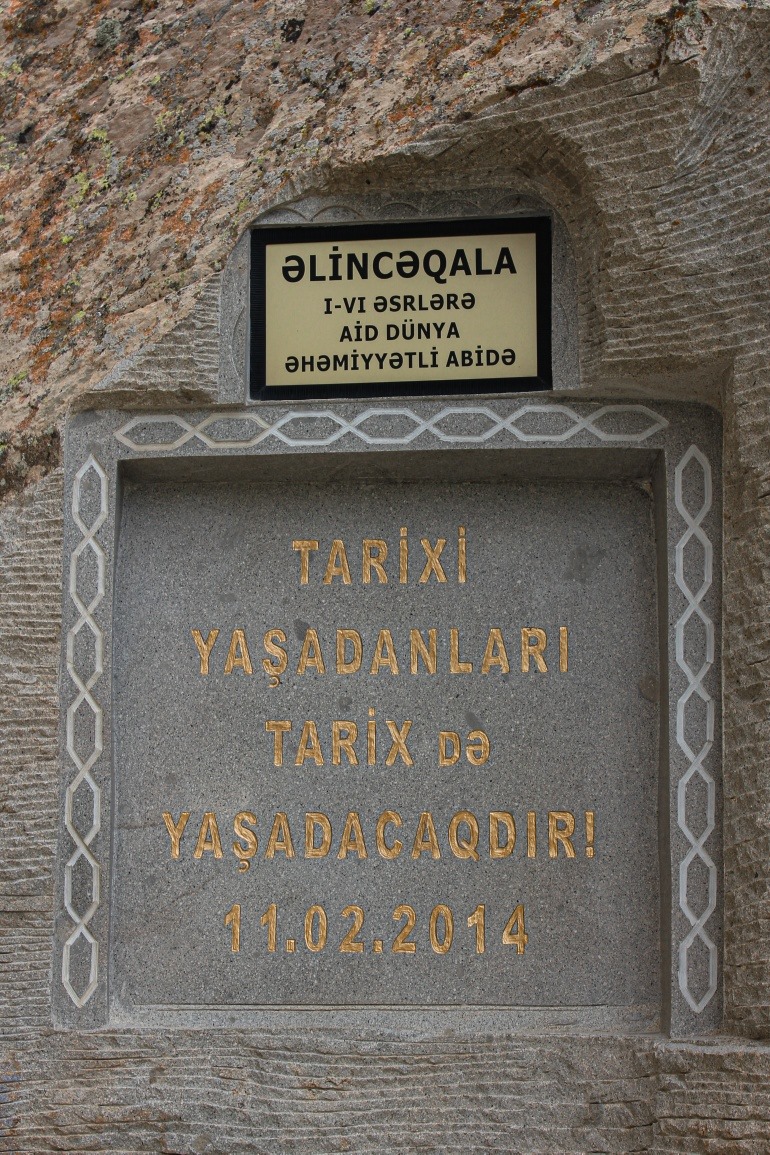 ƏLİNCƏQALA
I-VI ƏSRLƏRƏ
AİD DÜNYA
ƏHƏMİYYƏTLİ ABİDƏ
TARİXİ
YAŞADANLARI
TARİX DƏ
YAŞADACAQDIR!
11.02.2014